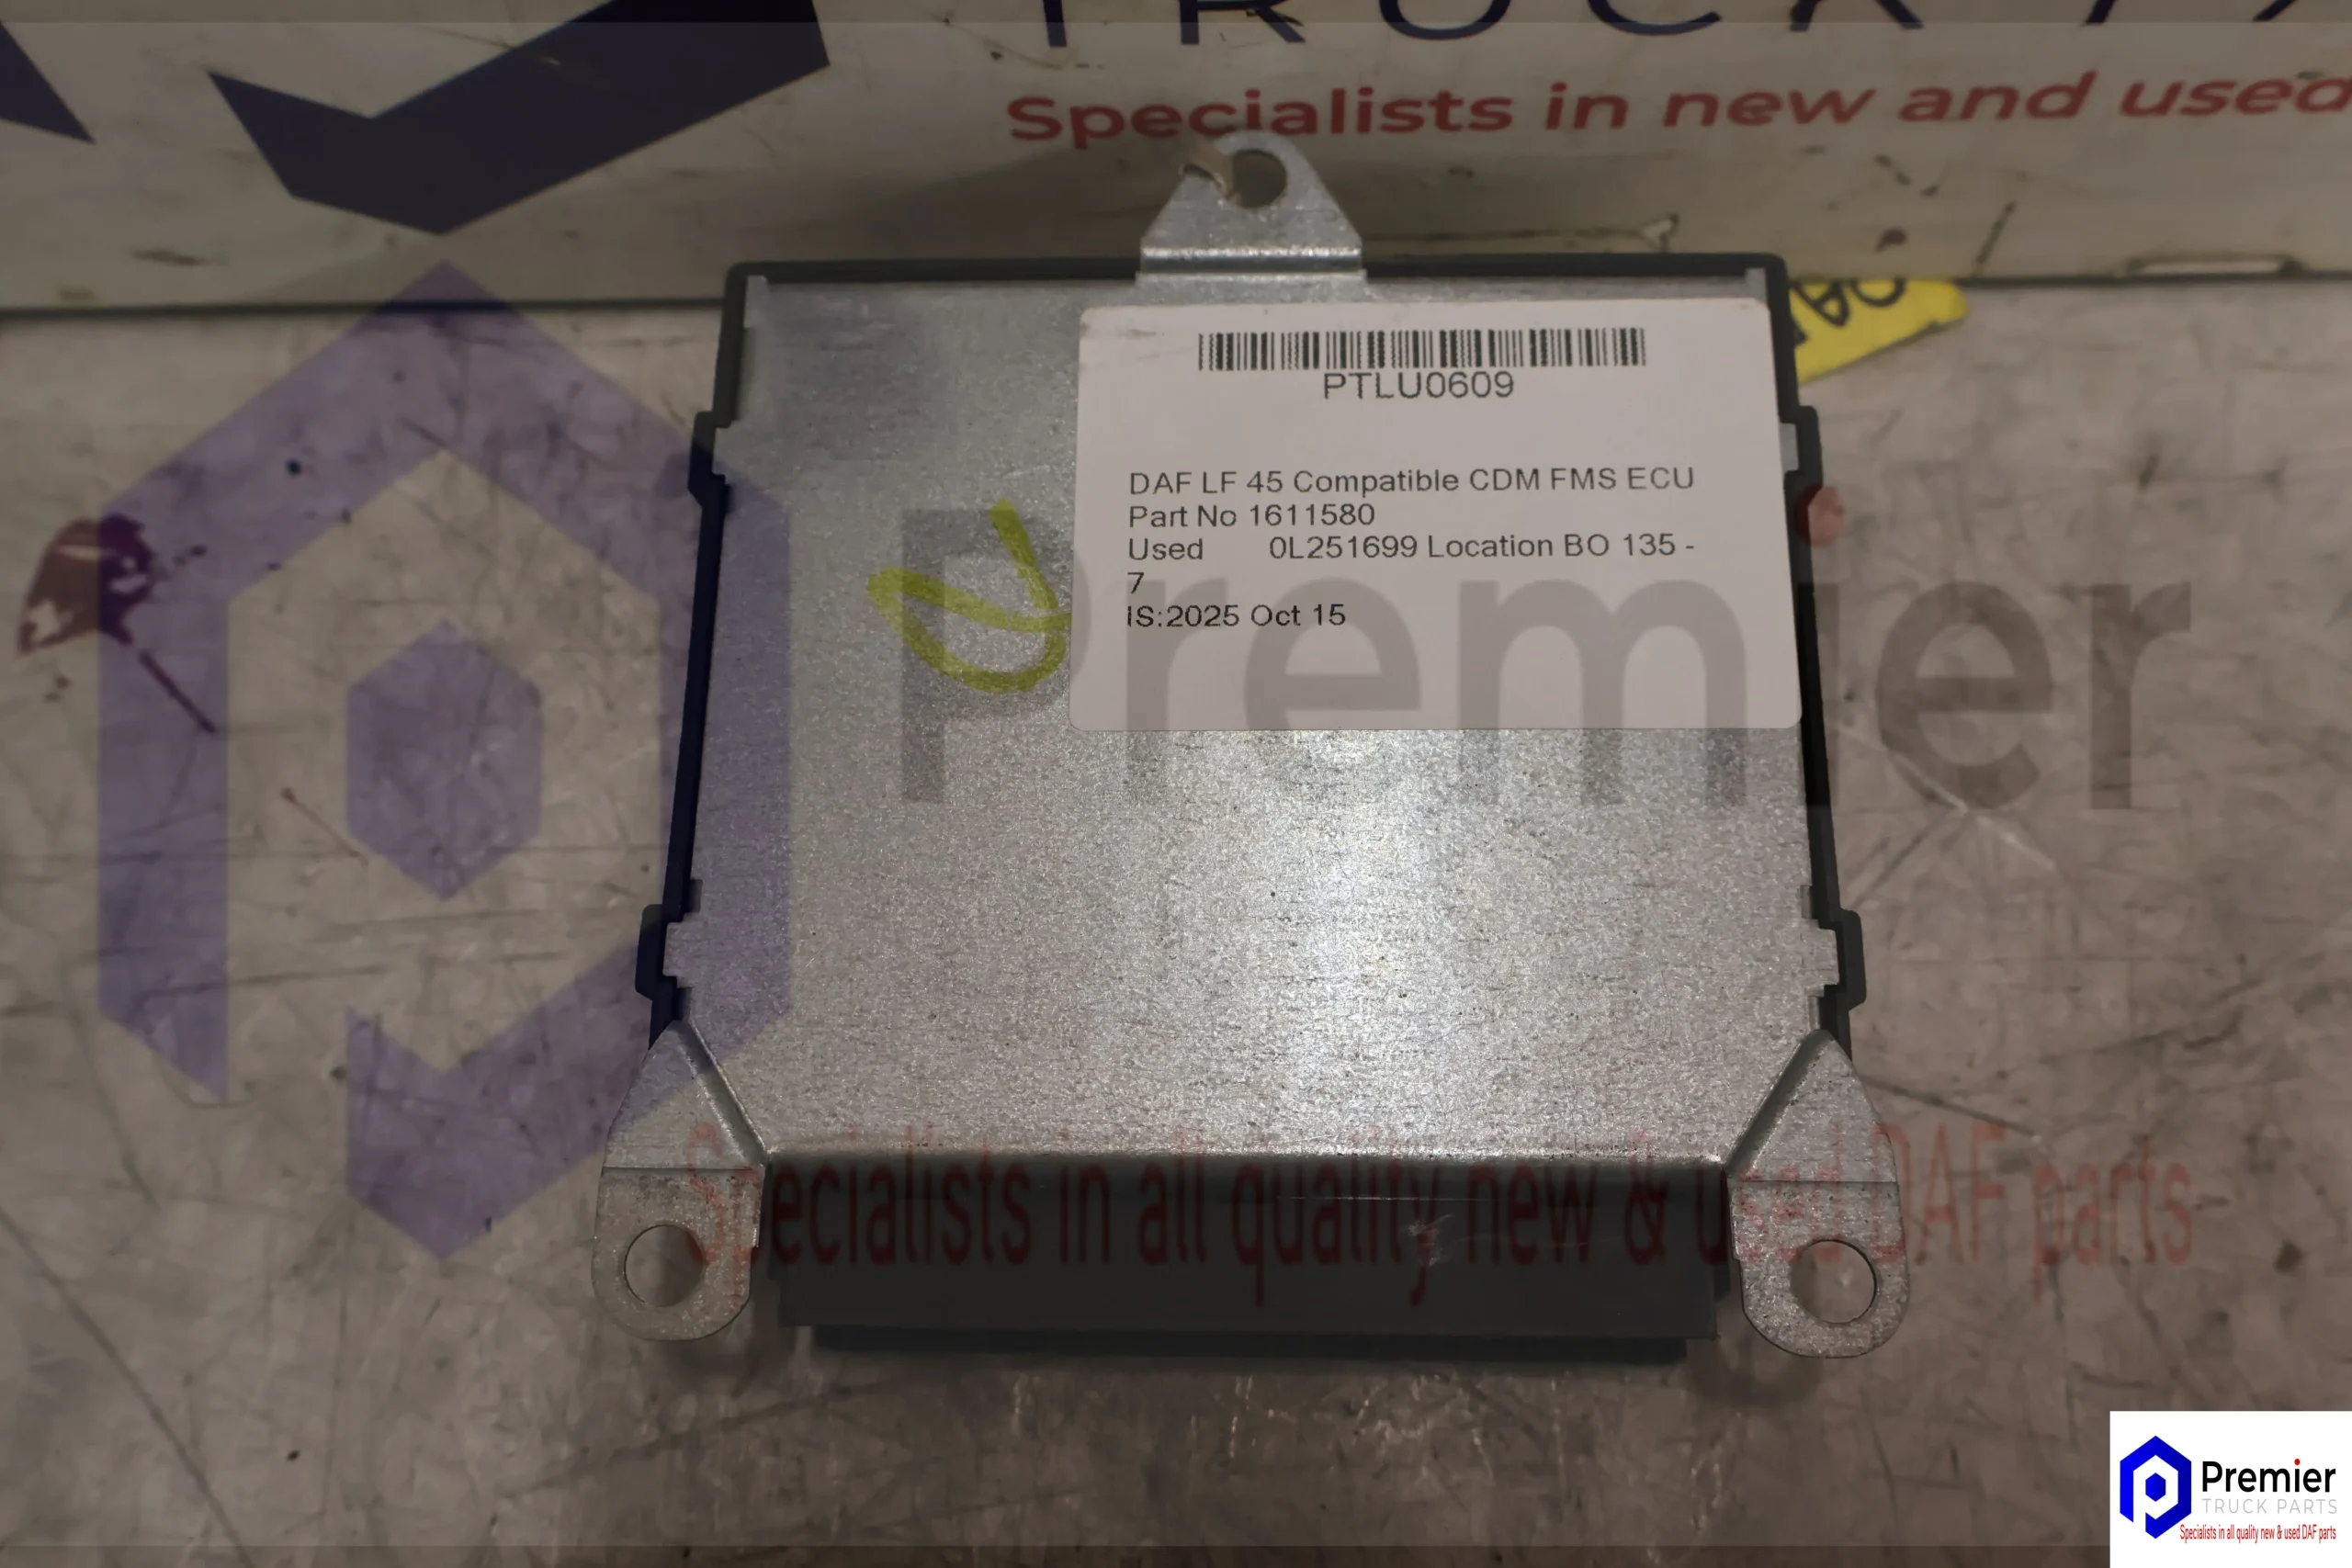 TRUCK
Specialists in new and used
PTLU0609
DAF LF 45 Compatible CDM FMS ECU
Part No 1611580
Used 0L251699 Location BO 135 -
7
IS:2025 Oct 15
Premier
Specialists in all quality new & used DAF parts
Premier
TRUCK PARTS
Specialists in all quality new & used DAF parts